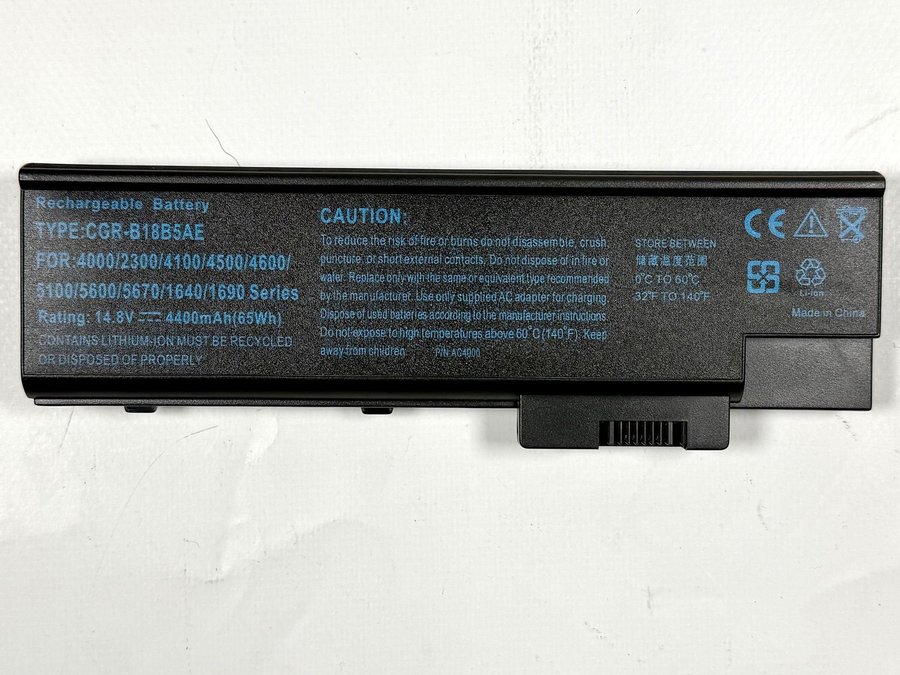 Rechargeable Battery
TYPE:CGR-B18B5AE
FOR:4000/2300/4100/4500/4600/
5100/5600/5670/1640/1690 Series
Rating: 14.8V ⎓ 4400mAh(65Wh)
CONTAINS LITHIUM-ION MUST BE RECYCLED
OR DISPOSED OF PROPERLY
CAUTION:
To reduce the risk of fire or burns do not disassemble, crush,
puncture, or short external contacts. Do not dispose of in fire or
water. Replace only with the same or equivalent type recommended
by the manufacturer. Use only supplied AC adapter for charging.
Dispose of used batteries according to the manufacturer instructions.
Do not expose to high temperatures above 60°C(140°F). Keep
away from children.
P/N AC4000
STORE BETWEEN
储藏温度范围
0°C TO 60°C
32°F TO 140°F
CE
Li-ion
Made in China